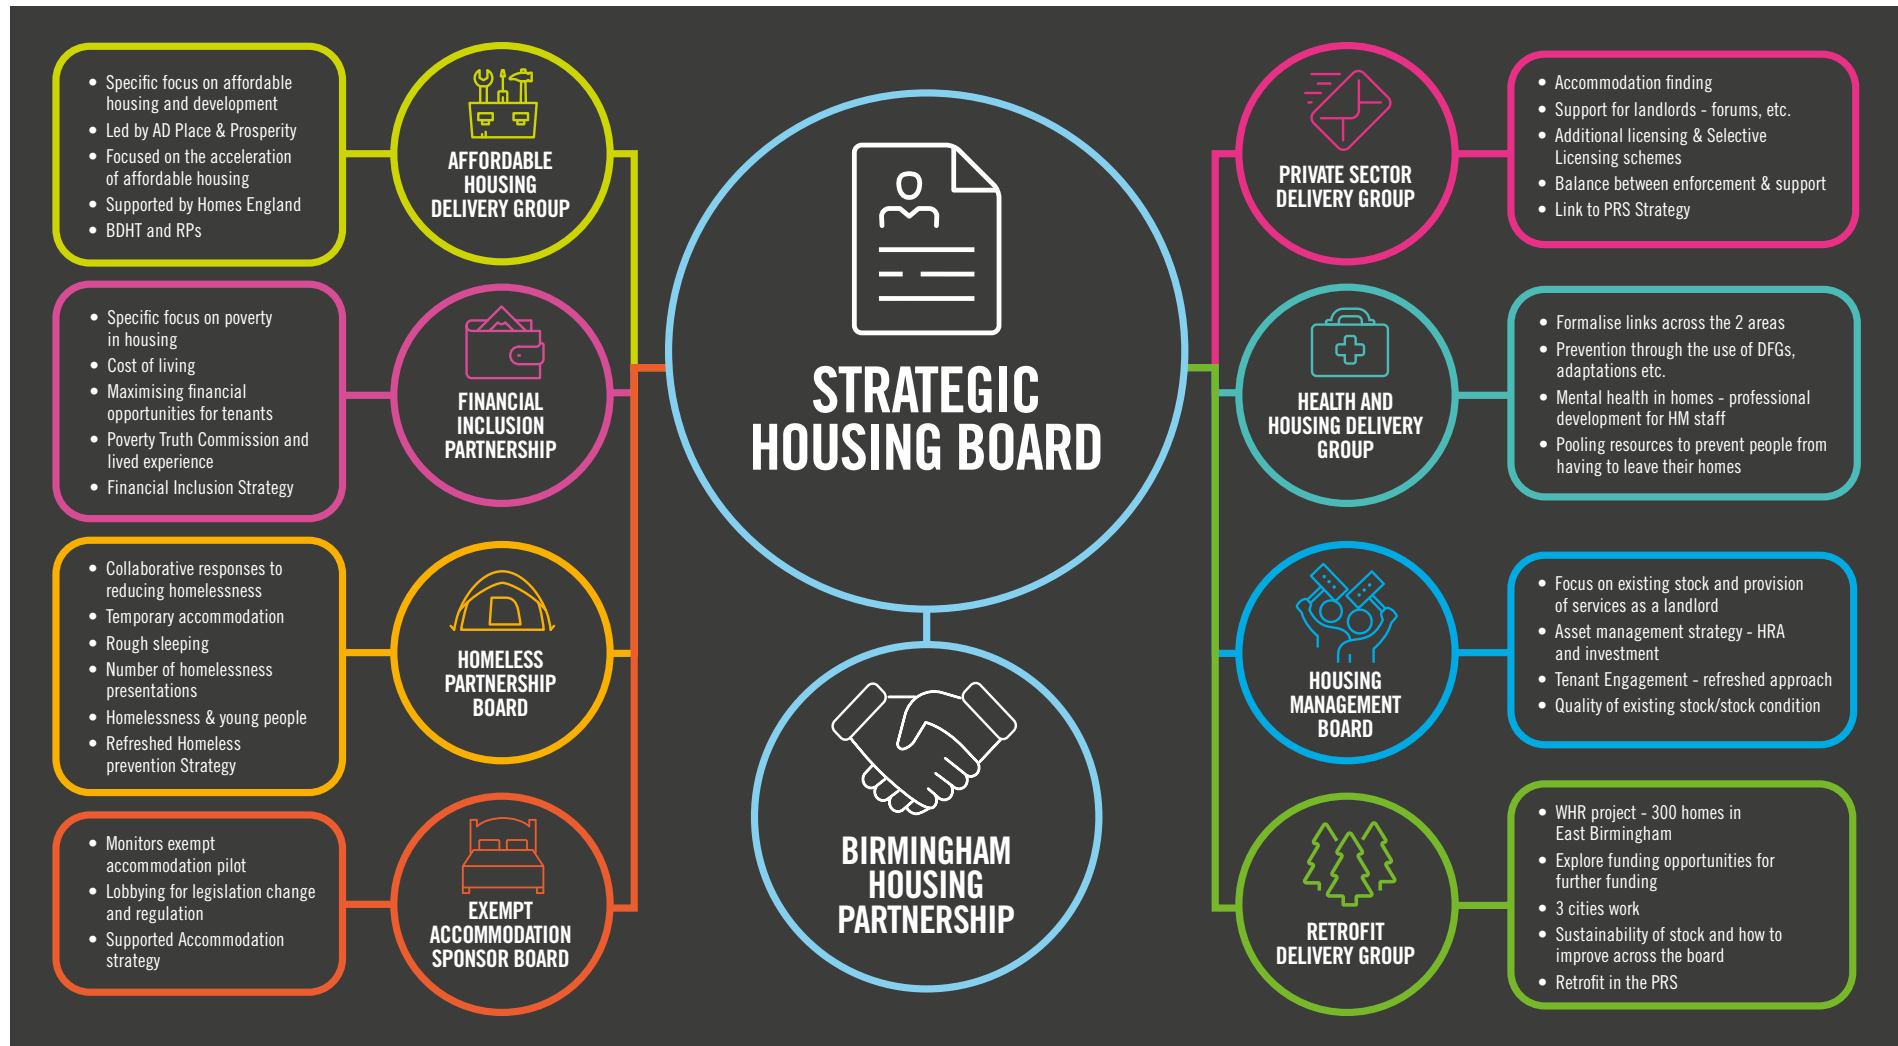 • Specific focus on affordable
housing and development
• Led by AD Place & Prosperity
• Focused on the acceleration
of affordable housing
• Supported by Homes England
• BDHT and RPs
AFFORDABLE
HOUSING
DELIVERY GROUP
• Specific focus on poverty
in housing
• Cost of living
• Maximising financial
opportunities for tenants
• Poverty Truth Commission and
lived experience
• Financial Inclusion Strategy
FINANCIAL
INCLUSION
PARTNERSHIP
• Collaborative responses to
reducing homelessness
• Temporary accommodation
• Rough sleeping
• Number of homelessness
presentations
• Homelessness & young people
• Refreshed Homeless
prevention Strategy
HOMELESS
PARTNERSHIP
BOARD
• Monitors exempt
accommodation pilot
• Lobbying for legislation change
and regulation
• Supported Accommodation
strategy
EXEMPT
ACCOMMODATION
SPONSOR BOARD
STRATEGIC
HOUSING BOARD
BIRMINGHAM
HOUSING
PARTNERSHIP
PRIVATE SECTOR
DELIVERY GROUP
• Accommodation finding
• Support for landlords - forums, etc.
• Additional licensing & Selective
Licensing schemes
• Balance between enforcement & support
• Link to PRS Strategy
HEALTH AND
HOUSING DELIVERY
GROUP
• Formalise links across the 2 areas
• Prevention through the use of DFGs,
adaptations etc.
• Mental health in homes - professional
development for HM staff
• Pooling resources to prevent people from
having to leave their homes
HOUSING
MANAGEMENT
BOARD
• Focus on existing stock and provision
of services as a landlord
• Asset management strategy - HRA
and investment
• Tenant Engagement - refreshed approach
• Quality of existing stock/stock condition
RETROFIT
DELIVERY GROUP
• WHR project - 300 homes in
East Birmingham
• Explore funding opportunities for
further funding
• 3 cities work
• Sustainability of stock and how to
improve across the board
• Retrofit in the PRS